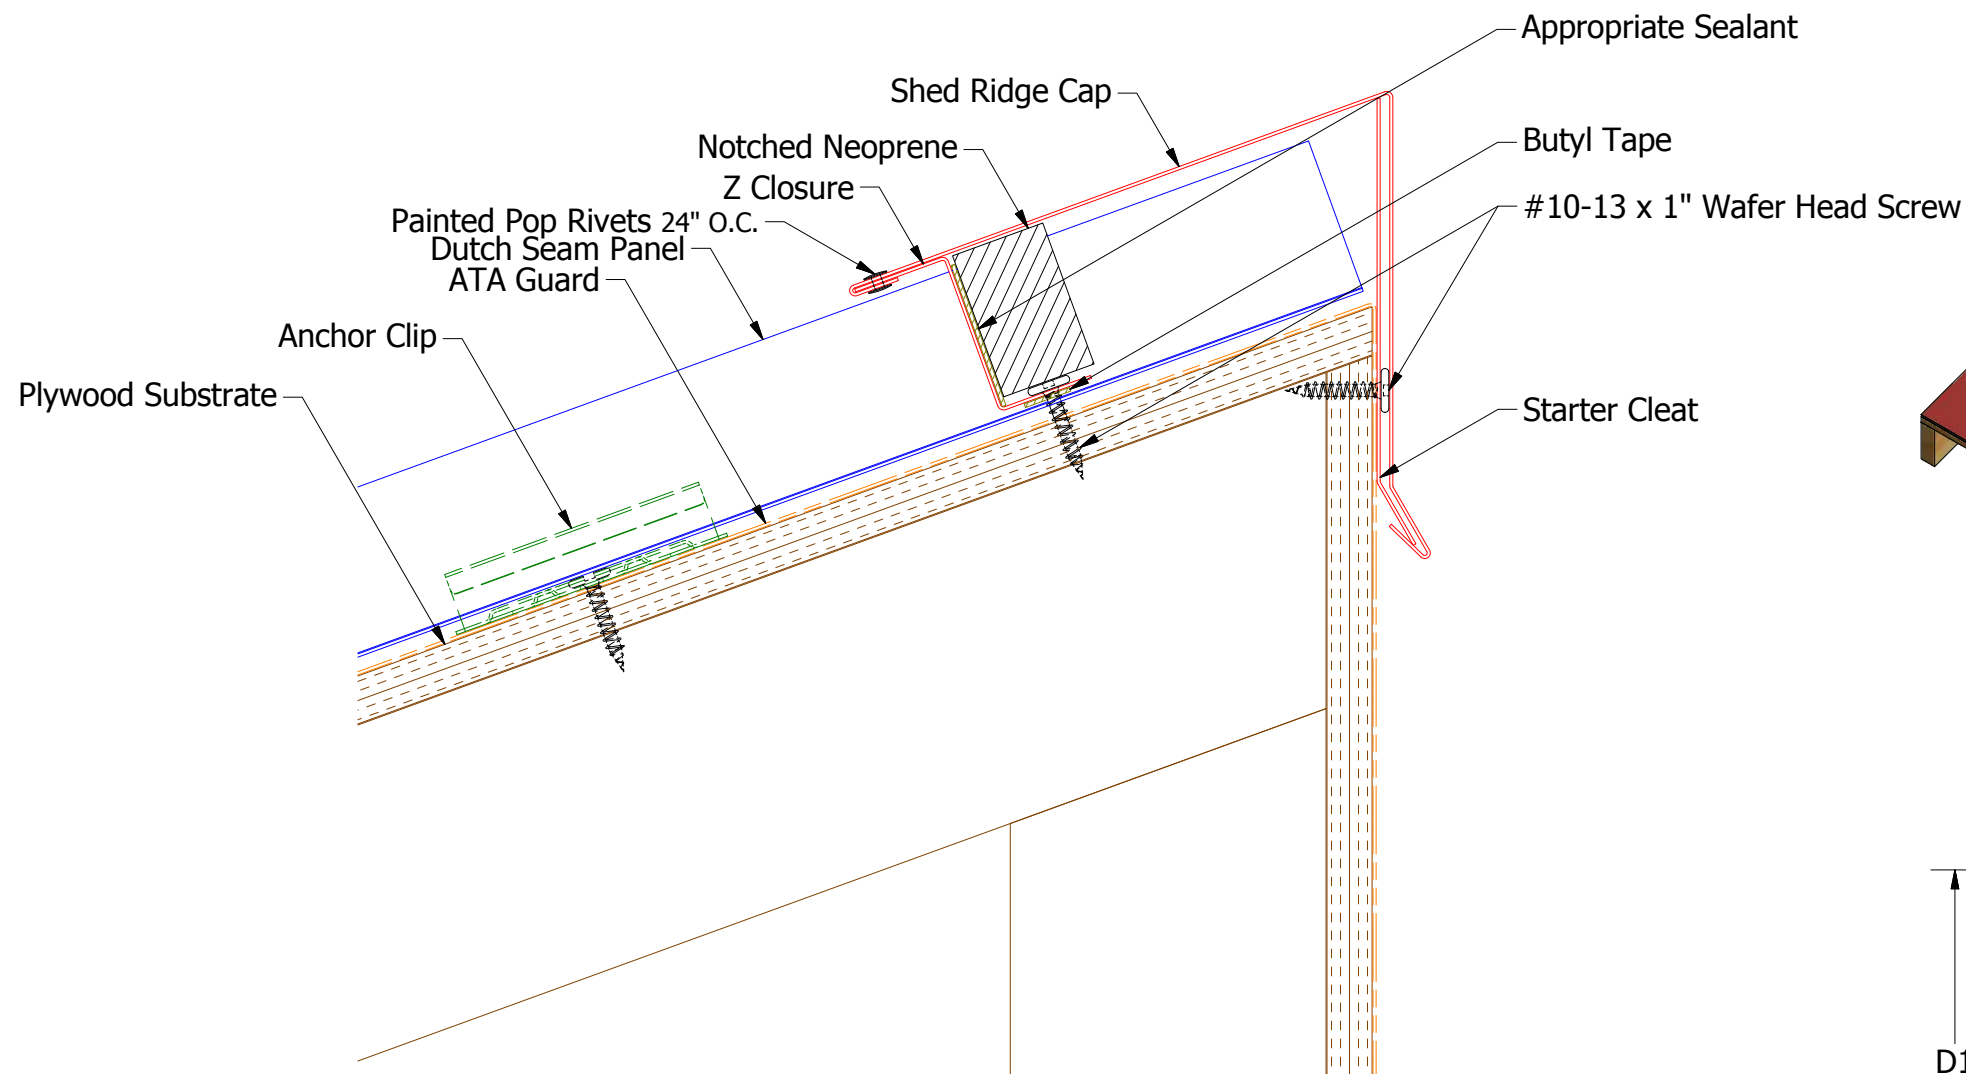 Appropriate Sealant
Shed Ridge Cap
Butyl Tape
Notched Neoprene
Z Closure
#10-13 x 1" Wafer Head Screw
Painted Pop Rivets 24" O.C.
Dutch Seam Panel
ATA Guard
Anchor Clip
Plywood Substrate
Starter Cleat
D1